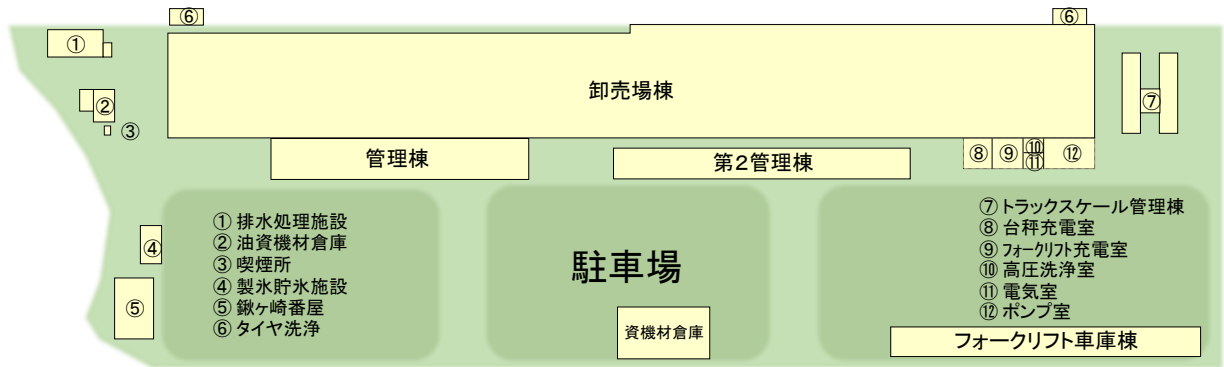 ⑥
⑥
①
卸売場棟
②
⑦
③
管理棟
第2管理棟
⑧
⑨
⑩
⑪
⑫
① 排水処理施設
② 油資機材倉庫
③ 喫煙所
④ 製氷貯氷施設
⑤ 鍬ヶ崎番屋
⑥ タイヤ洗浄
④
⑤
駐車場
資機材倉庫
⑦ トラックスケール管理棟
⑧ 台秤充電室
⑨ フォークリフト充電室
⑩ 高圧洗浄室
⑪ 電気室
⑫ ポンプ室
フォークリフト車庫棟